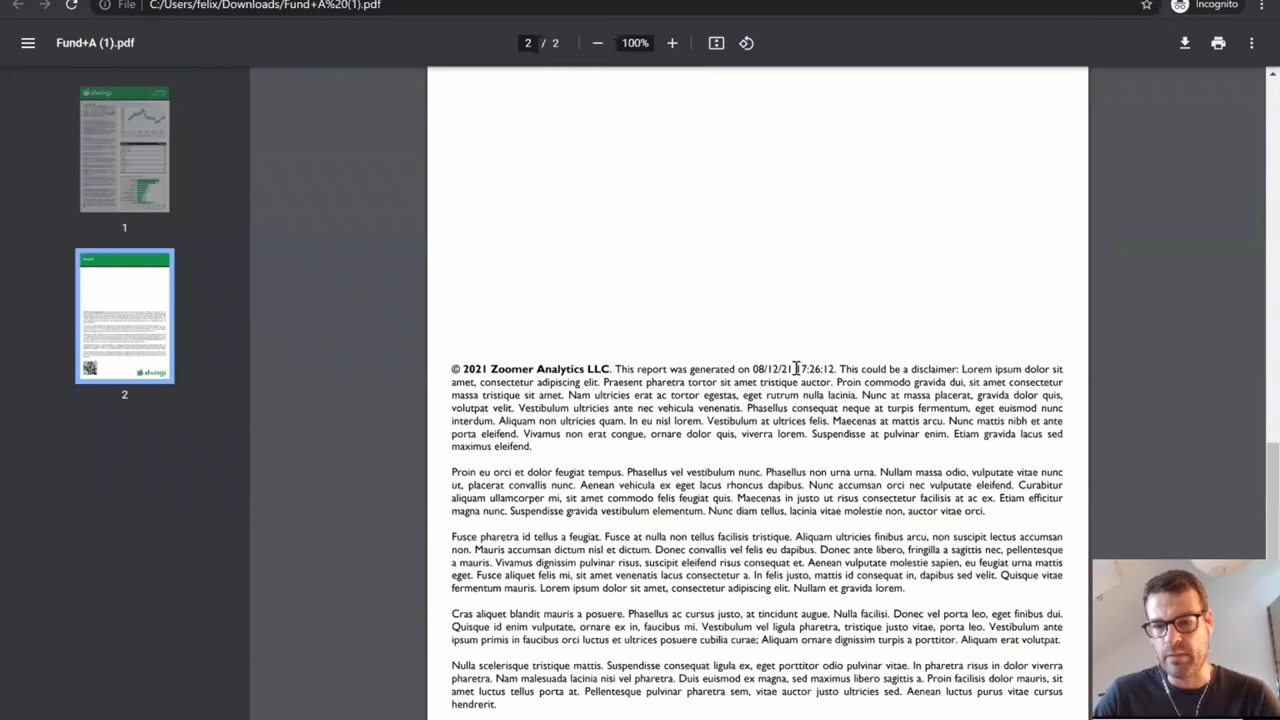 File C:/Users/felix/Downloads/Fund+A%20(1).pdf Incognito
Fund+A (1).pdf 2 / 2 100%
xlwings
1
2
© 2021 Zoomer Analytics LLC. This report was generated on 08/12/21 17:26:12. This could be a disclaimer: Lorem ipsum dolor sit
amet, consectetur adipiscing elit. Praesent pharetra tortor sit amet tristique auctor. Proin commodo gravida dui, sit amet consectetur
massa tristique sit amet. Nam ultricies erat ac tortor egestas, eget rutrum nulla lacinia. Nunc at massa placerat, gravida dolor quis,
volutpat velit. Vestibulum ultricies ante nec vehicula venenatis. Phasellus consequat neque at turpis fermentum, eget euismod nunc
interdum. Aliquam non ultricies quam. In eu nisl lorem. Vestibulum at ultrices felis. Maecenas at mattis arcu. Nunc mattis nibh et ante
porta eleifend. Vivamus non erat congue, ornare dolor quis, viverra lorem. Suspendisse at pulvinar enim. Etiam gravida lacus sed
maximus eleifend.
Proin eu orci et dolor feugiat tempus. Phasellus vel vestibulum nunc. Phasellus non urna urna. Nullam massa odio, vulputate vitae nunc
ut, placerat convallis nunc. Aenean vehicula ex eget lacus rhoncus dapibus. Nunc accumsan orci nec vulputate eleifend. Curabitur
aliquam ullamcorper mi, sit amet commodo felis feugiat quis. Maecenas in justo ut risus consectetur facilisis at ac ex. Etiam efficitur
magna nunc. Suspendisse gravida vestibulum elementum. Nunc diam tellus, lacinia vitae molestie non, auctor vitae orci.
Fusce pharetra id tellus a feugiat. Fusce at nulla non tellus facilisis tristique. Aliquam ultricies finibus arcu, non suscipit lectus accumsan
non. Mauris accumsan dictum nisl et dictum. Donec convallis vel felis eu dapibus. Donec ante libero, fringilla a sagittis nec, pellentesque
a mauris. Vivamus dignissim pulvinar risus, suscipit eleifend risus consequat et. Aenean vulputate molestie sapien, eu feugiat urna mattis
eget. Fusce aliquet felis mi, sit amet venenatis lacus consectetur a. In felis justo, mattis id consequat in, dapibus sed velit. Quisque vitae
fermentum mauris. Lorem ipsum dolor sit amet, consectetur adipiscing elit. Nullam et gravida lorem.
Cras aliquet blandit mauris a posuere. Phasellus ac cursus justo, at tincidunt augue. Nulla facilisi. Donec vel porta leo, eget finibus dui.
Quisque id enim vulputate, ornare ex in, faucibus mi. Vestibulum vel ligula pharetra, tristique justo vitae, porta leo. Vestibulum ante
ipsum primis in faucibus orci luctus et ultrices posuere cubilia curae; Aliquam ornare dignissim turpis a porttitor. Aliquam erat volutpat.
Nulla scelerisque tristique mattis. Suspendisse consequat ligula ex, eget porttitor odio pulvinar vitae. In pharetra risus in dolor viverra
pharetra. Nam malesuada lacinia nisi vel pharetra. Duis euismod ex magna, sed maximus libero sagittis a. Proin facilisis dolor mauris, sit
amet luctus tellus porta at. Pellentesque pulvinar pharetra sem, vitae auctor justo ultricies sed. Aenean luctus purus vitae cursus
hendrerit.
xlwings